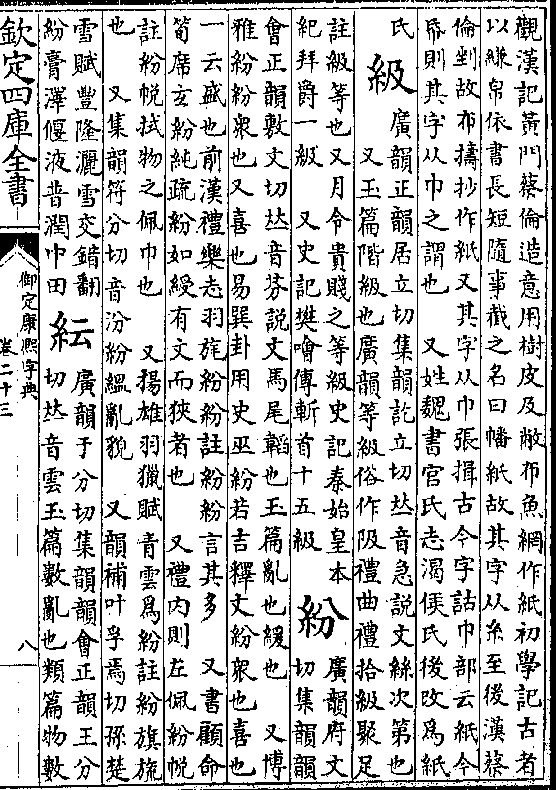 觀漢記黃門蔡倫造意用樹皮及敝布魚網作紙初學記古者
以縑帛依書長短隨事截之名曰幡紙故其字从糸至後漢蔡
倫剉故布擣抄作紙又其字从巾張揖古今字詁巾部云紙今
帋則其字从巾之謂也 又姓魏書官氏志渴侯氏後改爲紙
氏 級 廣韻正韻居立切集韻訖立切𠀤音急説文絲次第也
又玉篇階級也廣韻等級俗作阪禮曲禮拾級聚足
註級等也又月令貴賤之等級史記秦始皇本
紀拜爵一級 又史記樊噲傳斬首十五級
紛 廣韻府文
切集韻韻
會正韻敷文切𠀤音芬説文馬尾韜也玉篇亂也緩也 又博
雅紛紛衆也又喜也易巽卦用史巫紛若吉釋文紛衆也喜也
一云盛也前漢禮樂志羽旄紛紛註紛紛言其多 又書顧命
筍席玄紛純疏紛如綬有文而狹者也 又禮内則左佩紛帨
註紛帨拭物之佩巾也 又揚雄羽獵賦青雲爲紛註紛旗旒
也 又集韻符分切音汾紛緼亂貌 又韻補叶孚焉切孫楚
雪賦豐隆灑雪交錯翻
紛膏澤偃液普潤中田
紜 廣韻于分切集韻韻會正韻王分
切𠀤音雲玉篇數亂也類篇物數
欽定四庫全書
御定康熙字典
卷二十三
八